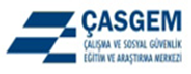 ÇASGEM
ÇALIŞMA VE SOSYAL GÜVENLİK
EĞİTİM VE ARAŞTIRMA MERKEZİ